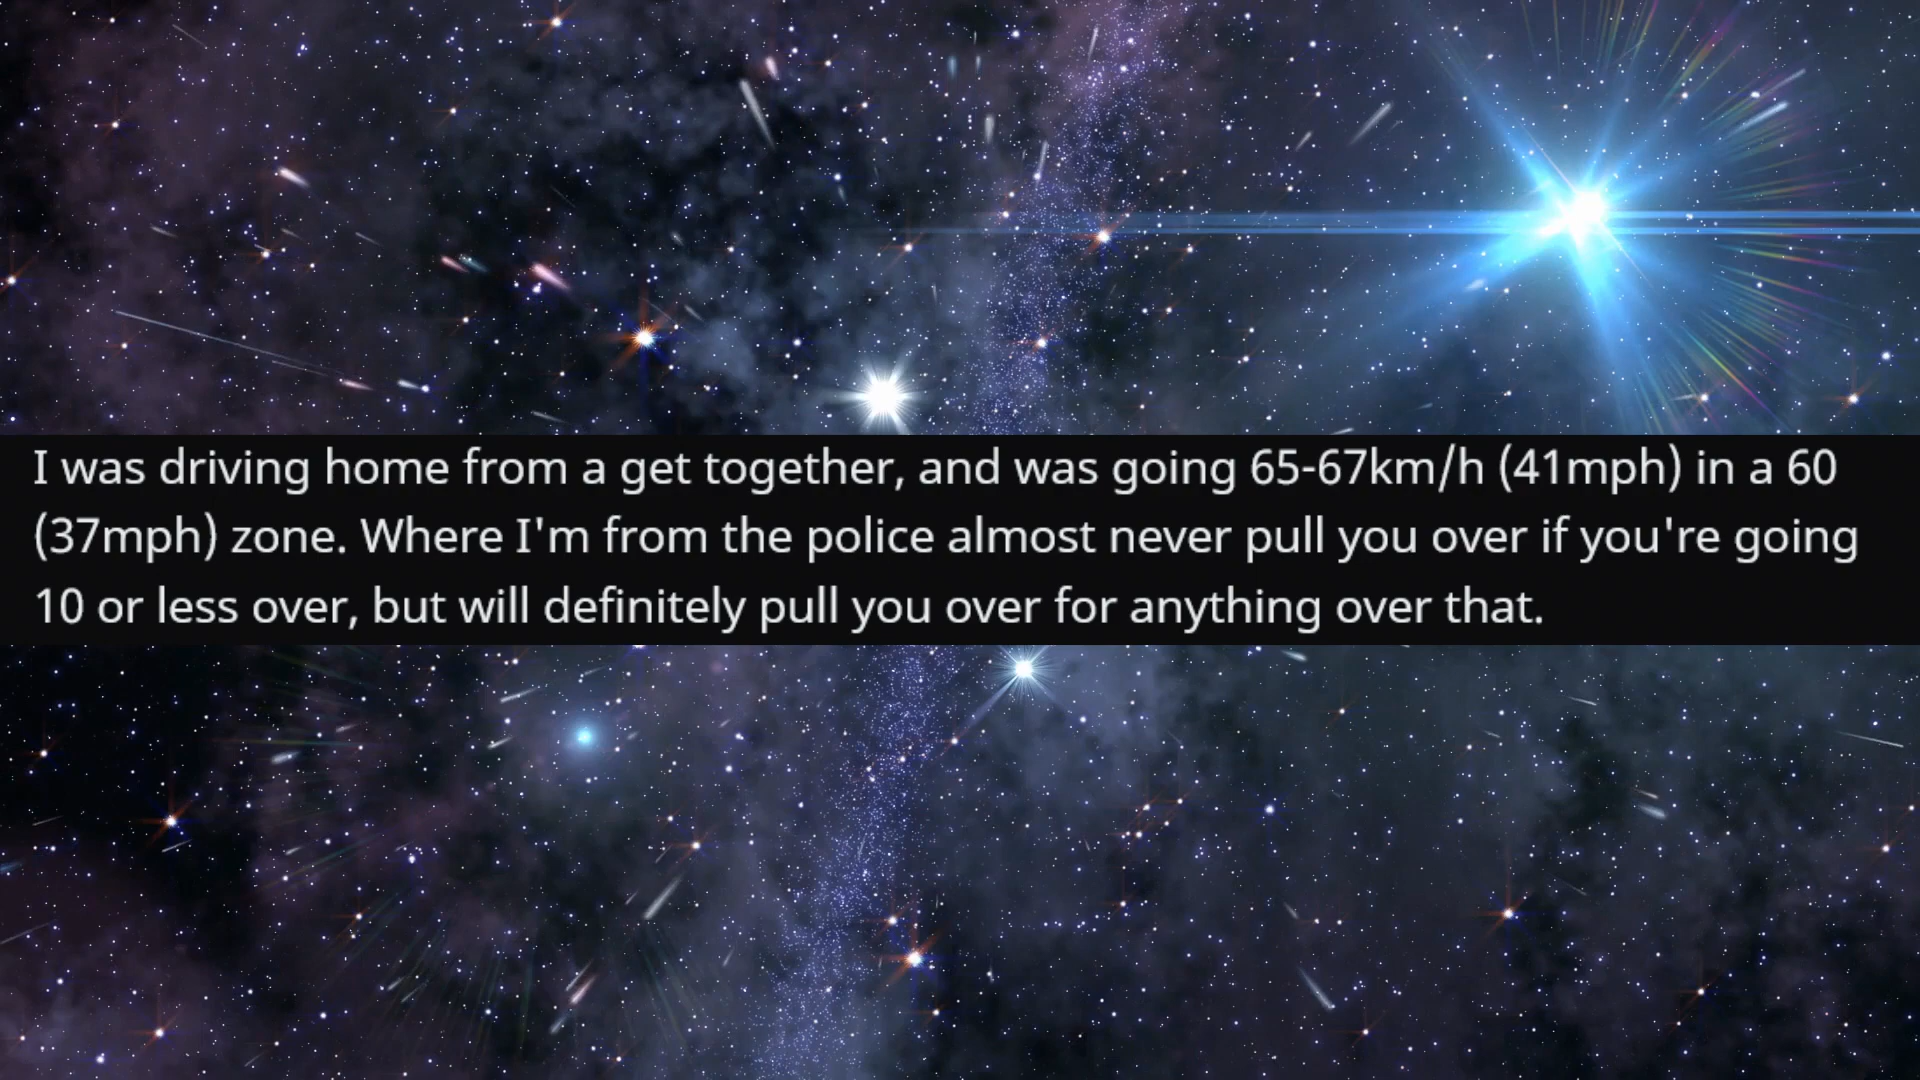 I was driving home from a get together, and was going 65-67km/h (41mph) in a 60
(37mph) zone. Where I'm from the police almost never pull you over if you're going
10 or less over, but will definitely pull you over for anything over that.